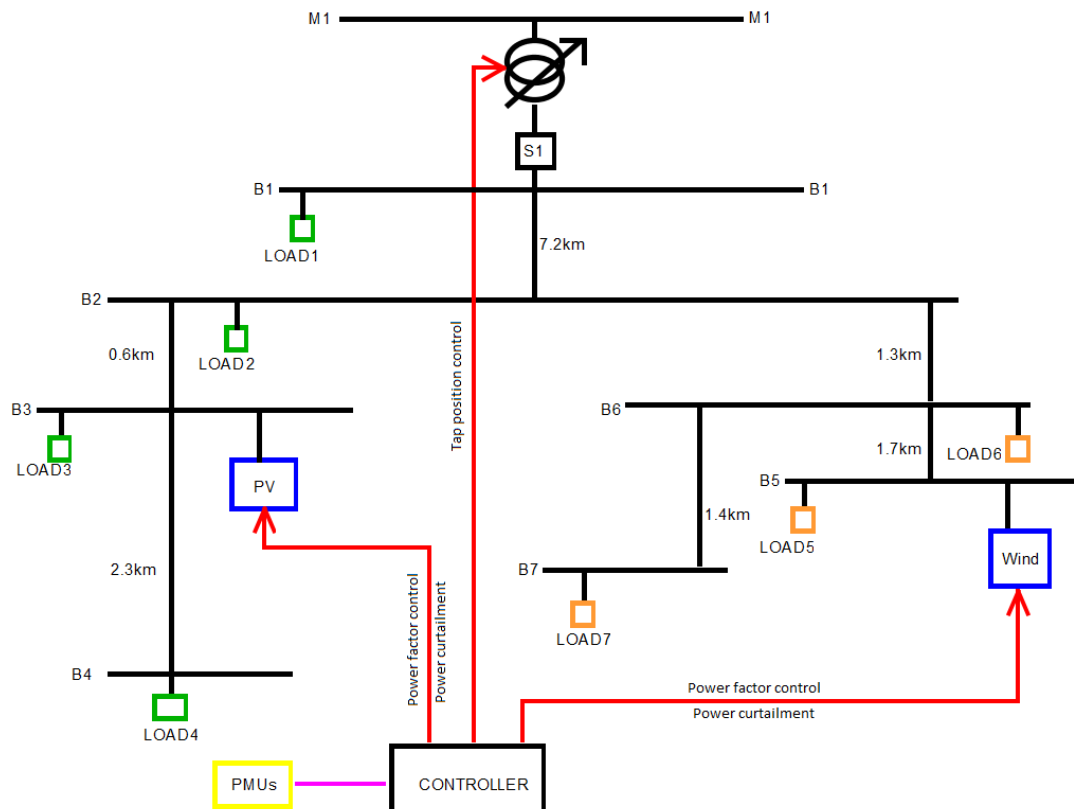 M1 M1
S1
B1 B1
LOAD1
7.2km
B2
LOAD2
0.6km
1.3km
Tap position control
B3
B6
LOAD3
PV
1.7km
LOAD6
B5
1.4km
LOAD5
Wind
2.3km
B7
LOAD7
Power factor control
Power curtailment
B4
LOAD4
Power factor control
Power curtailment
PMUs
CONTROLLER